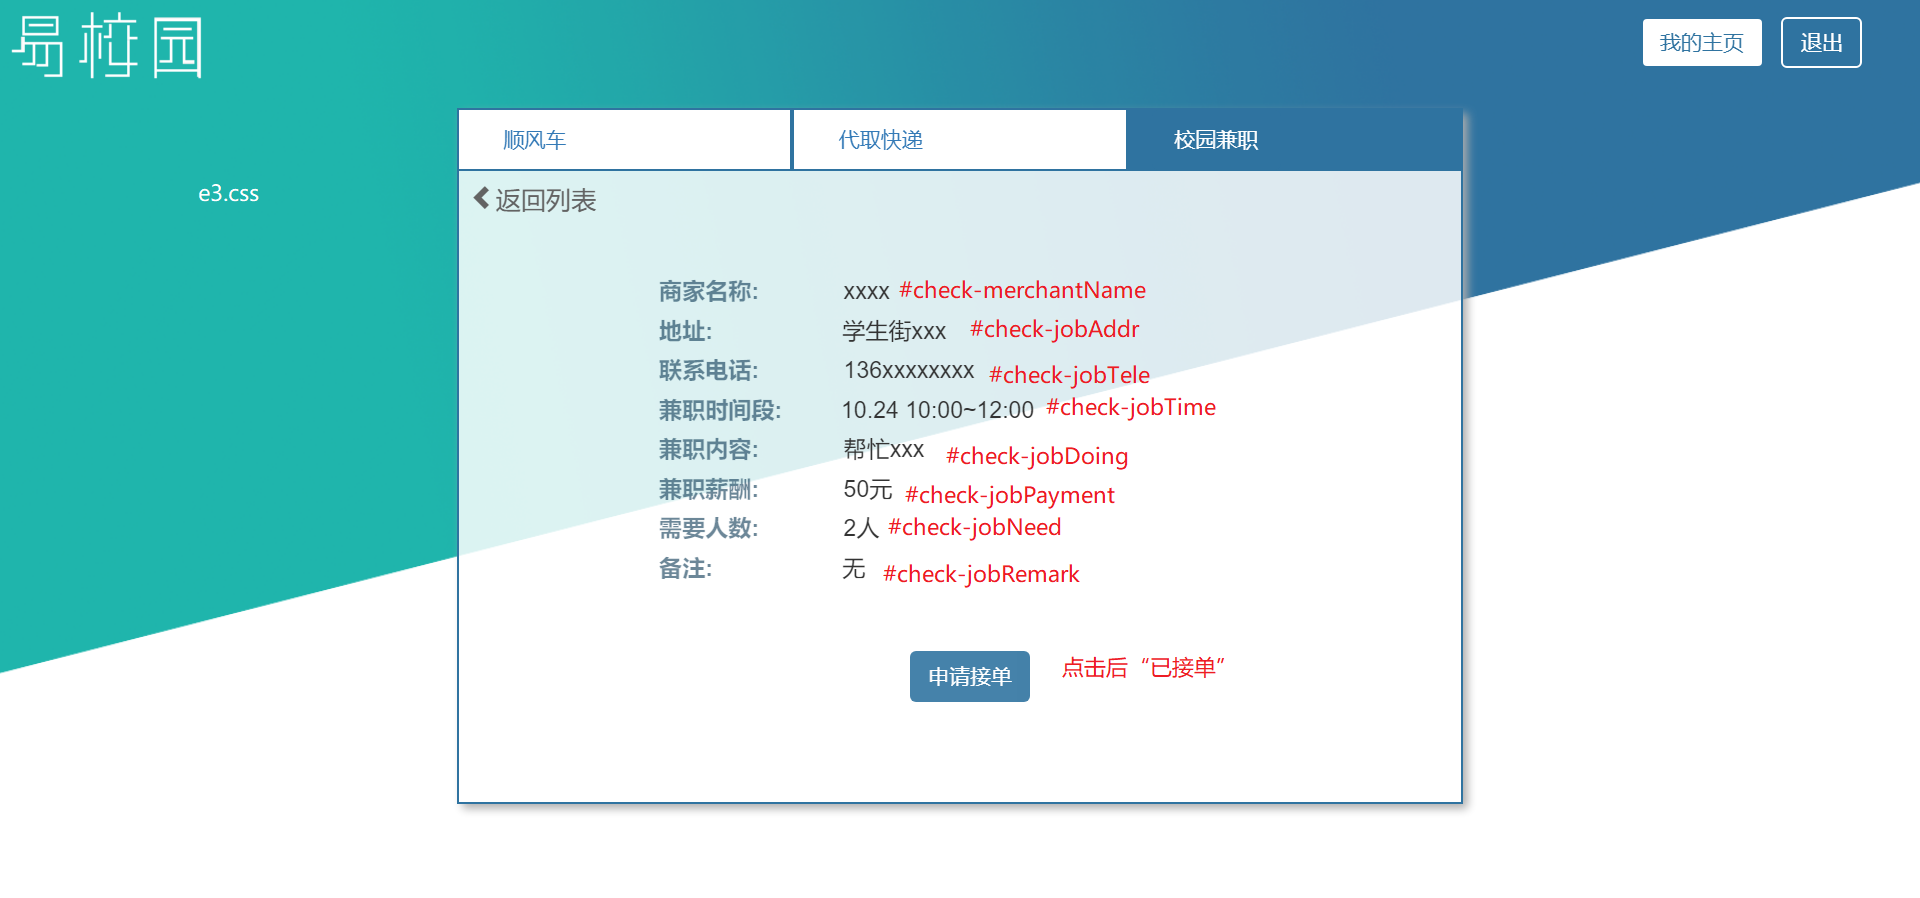 易校园
我的主页
退出
顺风车
代取快递
校园兼职
e3.css
返回列表
商家名称: xxxx #check-merchantName
地址: 学生街xxx #check-jobAddr
联系电话: 136xxxxxxxx #check-jobTele
兼职时间段: 10.24 10:00~12:00 #check-jobTime
兼职内容: 帮忙xxx #check-jobDoing
兼职薪酬: 50元 #check-jobPayment
需要人数: 2人 #check-jobNeed
备注: 无 #check-jobRemark
申请接单 点击后“已接单”